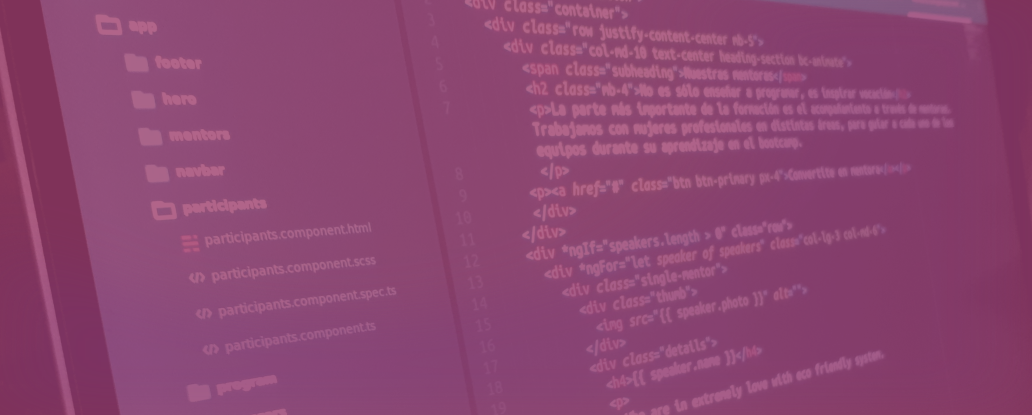 app
footer
hero
mentors
navbar
participants
participants.component.html
participants.component.scss
participants.component.spec.ts
participants.component.ts
program
<div class="container">
3
<div class="row justify-content-center mb-5">
4
<div class="col-md-10 text-center heading-section bc-animate">
5
<span class="subheading">Nuestras mentoras</span>
6
<h2 class="mb-4">No es sólo enseñar a programar, es inspirar vocación</h2>
7
<p>La parte más importante de la formación es el acompañamiento a través de mentoras.
Trabajamos con mujeres profesionales en distintas áreas, para guiar a cada uno de los
equipos durante su aprendizaje en el bootcamp.
8
</p>
9
<p><a href="#" class="btn btn-primary px-4">Convertite en mentora</a></p>
10
</div>
11
</div>
12
<div *ngIf="speakers.length > 0" class="row">
13
<div *ngFor="let speaker of speakers" class="col-lg-3 col-md-6">
14
<div class="single-mentor">
15
<div class="thumb">
16
<img src="{{ speaker.photo }}" alt="">
17
</div>
18
<div class="details">
19
<h4>{{ speaker.name }}</h4>
<p>
are in extremely love with eco friendly system.